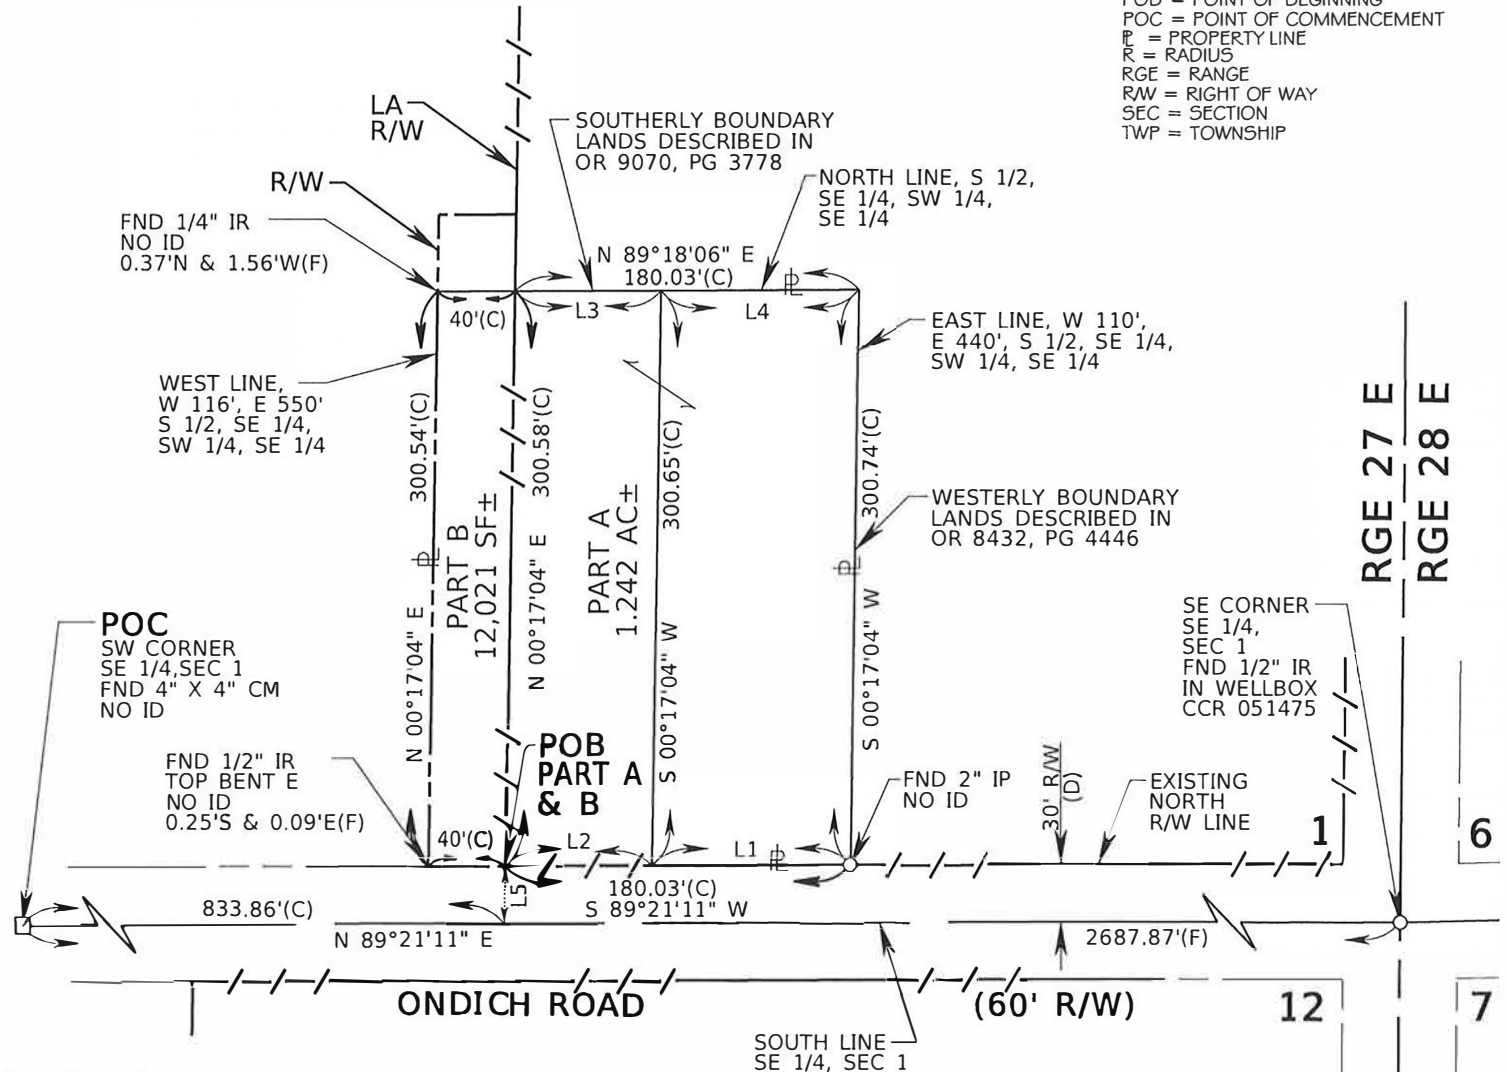 POD = POINT OF BEGINNING
POC = POINT OF COMMENCEMENT
PL = PROPERTY LINE
R = RADIUS
RGE = RANGE
R/W = RIGHT OF WAY
SEC = SECTION
TWP = TOWNSHIP
LA
R/W
SOUTHERLY BOUNDARY
LANDS DESCRIBED IN
OR 9070, PG 3778
R/W
NORTH LINE, S 1/2,
SE 1/4, SW 1/4,
SE 1/4
FND 1/4" IR
NO ID
0.37'N & 1.56'W(F)
N 89°18'06" E
180.03'(C)
PL
40'(C)
L3
L4
EAST LINE, W 110',
E 440', S 1/2, SE 1/4,
SW 1/4, SE 1/4
WEST LINE,
W 116', E 550'
S 1/2, SE 1/4,
SW 1/4, SE 1/4
300.54'(C)
N 00°17'04" E
PL
PART B
12,021 SF±
300.58'(C)
N 00°17'04" E
PART A
1.242 AC±
300.65'(C)
S 00°17'04" W
300.74'(C)
S 00°17'04" W
PL
WESTERLY BOUNDARY
LANDS DESCRIBED IN
OR 8432, PG 4446
RGE 27 E
RGE 28 E
POC
SW CORNER
SE 1/4,SEC 1
FND 4" X 4" CM
NO ID
SE CORNER
SE 1/4,
SEC 1
FND 1/2" IR
IN WELLBOX
CCR 051475
FND 1/2" IR
TOP BENT E
NO ID
0.25'S & 0.09'E(F)
POB
PART A
& B
FND 2" IP
NO ID
30' R/W
(D)
EXISTING
NORTH
R/W LINE
1
6
40'(C)
L2
L1
PL
L5
180.03'(C)
S 89°21'11" W
833.86'(C)
N 89°21'11" E
2687.87'(F)
ONDICH ROAD
(60' R/W)
12
7
SOUTH LINE
SE 1/4, SEC 1